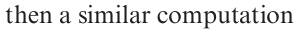 then a similar computation